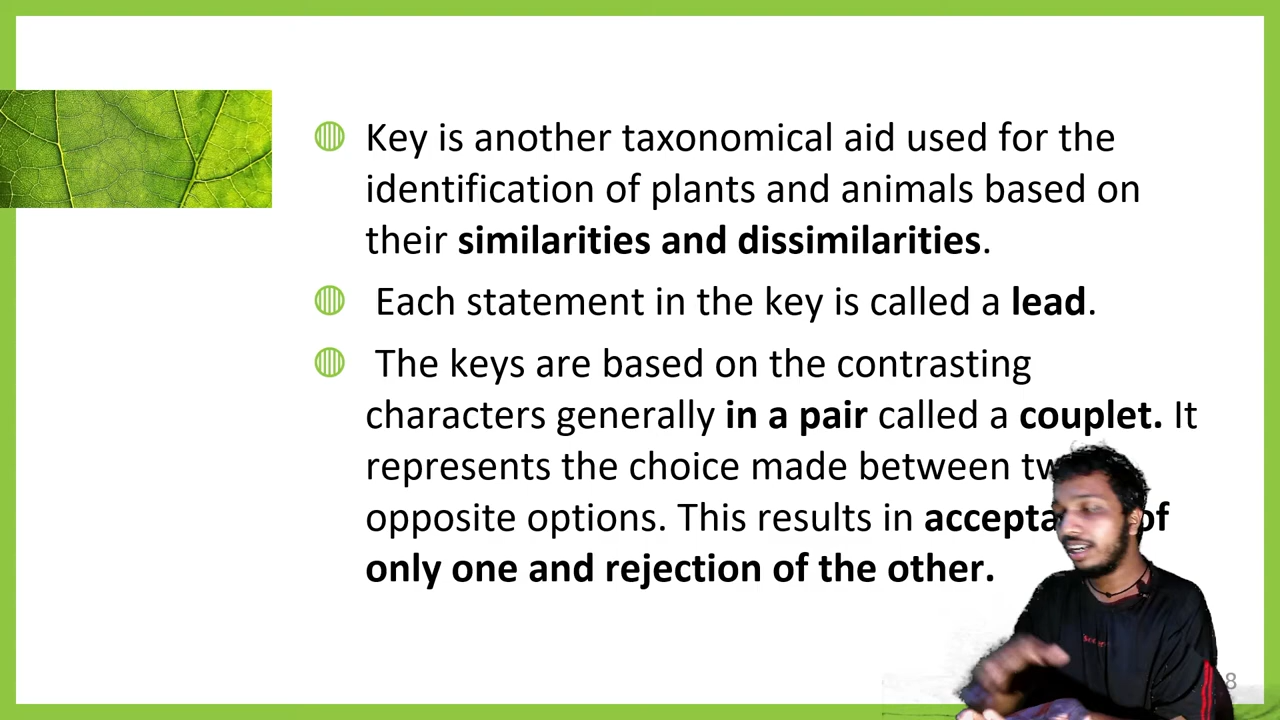 Key is another taxonomical aid used for the
identification of plants and animals based on
their similarities and dissimilarities.
Each statement in the key is called a lead.
The keys are based on the contrasting
characters generally in a pair called a couplet. It
represents the choice made between
opposite options. This results in of
only one and rejection of the other.
8